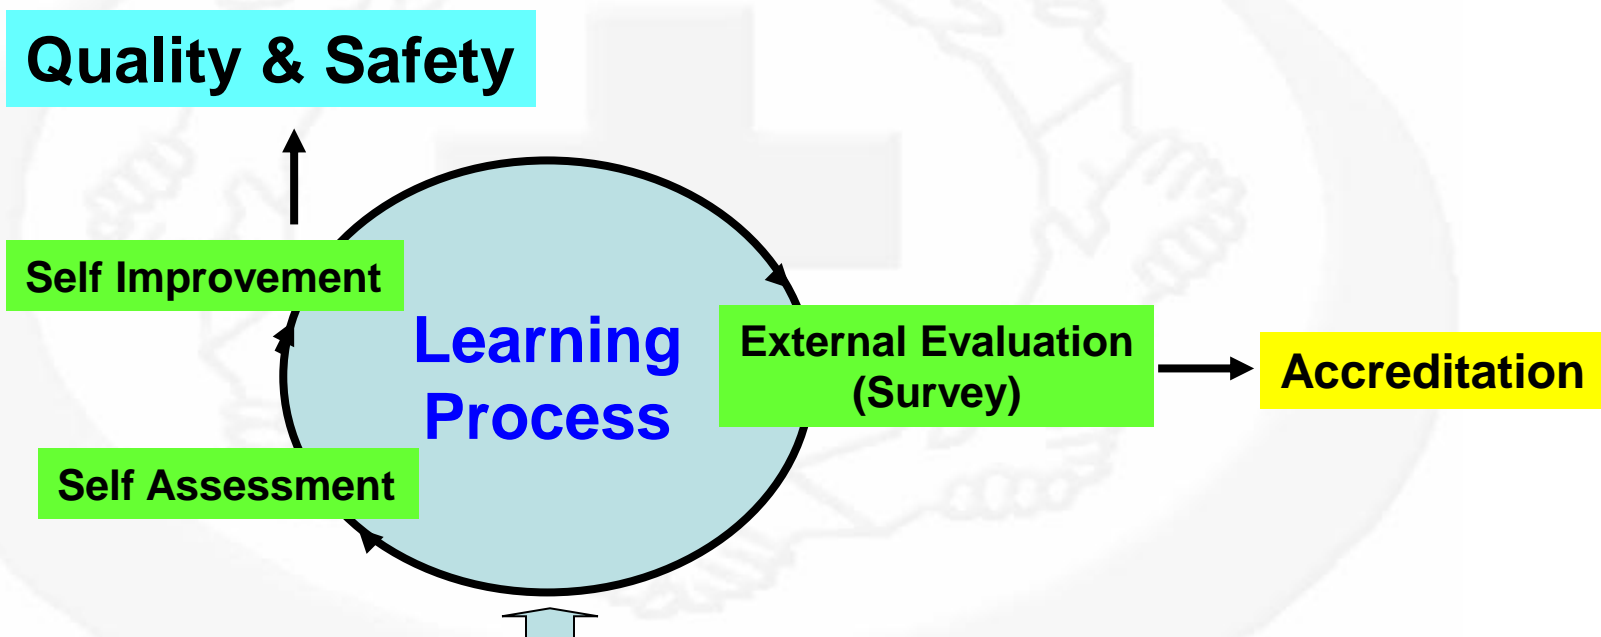 Quality & Safety
Self Improvement
Learning
Process
External Evaluation
(Survey)
Accreditation
Self Assessment